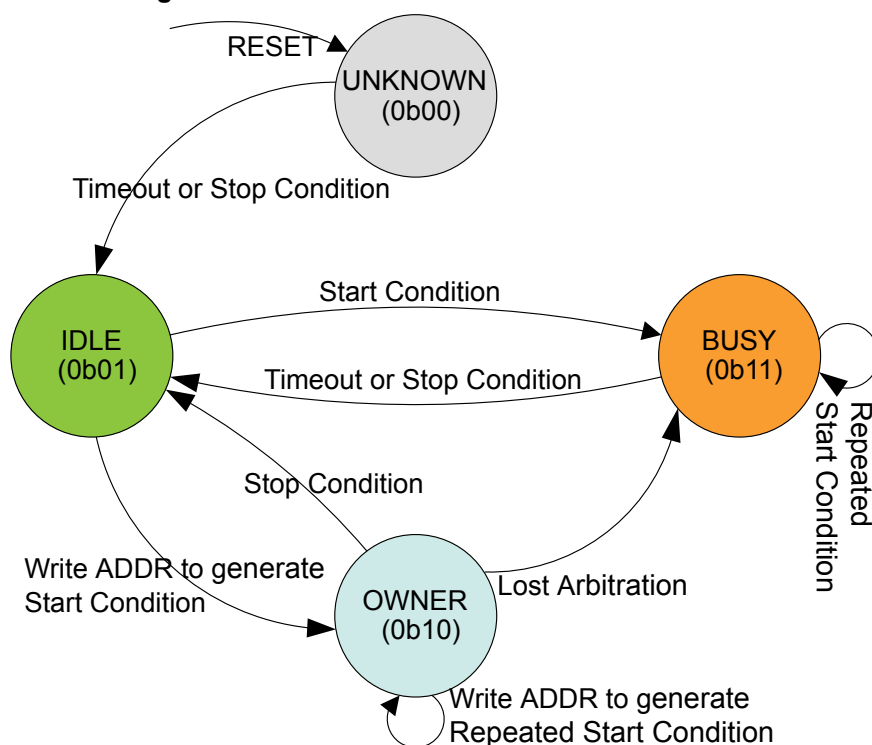 RESET
UNKNOWN
(0b00)
Timeout or Stop Condition
Start Condition
IDLE
(0b01)
BUSY
(0b11)
Timeout or Stop Condition
Repeated
Start Condition
Stop Condition
Write ADDR to generate
Start Condition
Lost Arbitration
OWNER
(0b10)
Write ADDR to generate
Repeated Start Condition